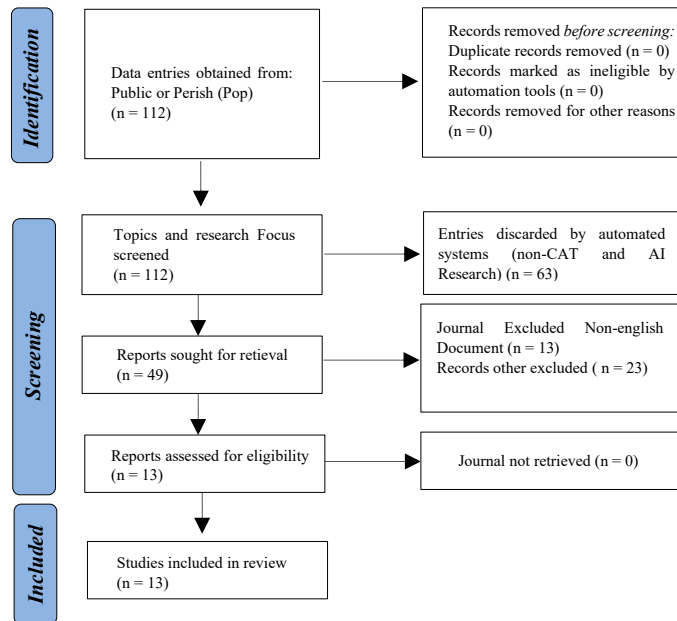 Identification
Data entries obtained from:
Public or Perish (Pop)
(n = 112)
Records removed before screening:
Duplicate records removed (n = 0)
Records marked as ineligible by
automation tools (n = 0)
Records removed for other reasons
(n = 0)
Screening
Topics and research Focus
screened
(n = 112)
Entries discarded by automated
systems (non-CAT and AI
Research) (n = 63)
Reports sought for retieval
(n = 49)
Journal Excluded Non-english
Document (n = 13)
Records other excluded ( n = 23)
Reports assessed for eligibility
(n = 13)
Journal not retrieved (n = 0)
Included
Studies included in review
(n = 13)